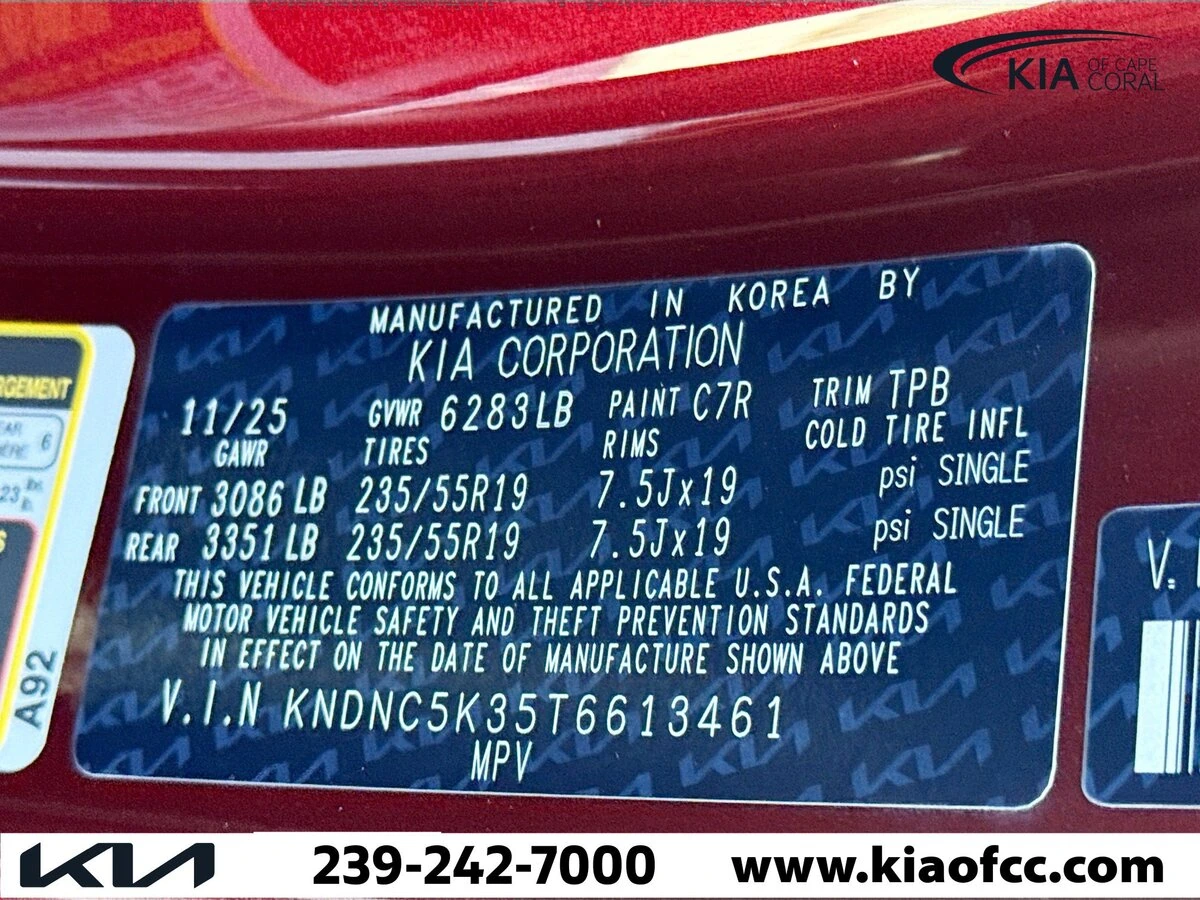 KIA OF CAPE CORAL
MANUFACTURED IN KOREA BY
KIA CORPORATION
11/25 GVWR 6283LB PAINT C7R TRIM TPB
GAWR TIRES RIMS COLD TIRE INFL
FRONT 3086 LB 235/55R19 7.5Jx19 psi SINGLE
REAR 3351 LB 235/55R19 7.5Jx19 psi SINGLE
THIS VEHICLE CONFORMS TO ALL APPLICABLE U.S.A. FEDERAL
MOTOR VEHICLE SAFETY AND THEFT PREVENTION STANDARDS
IN EFFECT ON THE DATE OF MANUFACTURE SHOWN ABOVE
V.I.N KNDNC5K35T6613461
MPV
A92
V.
KIA 239-242-7000 www.kiaofcc.com